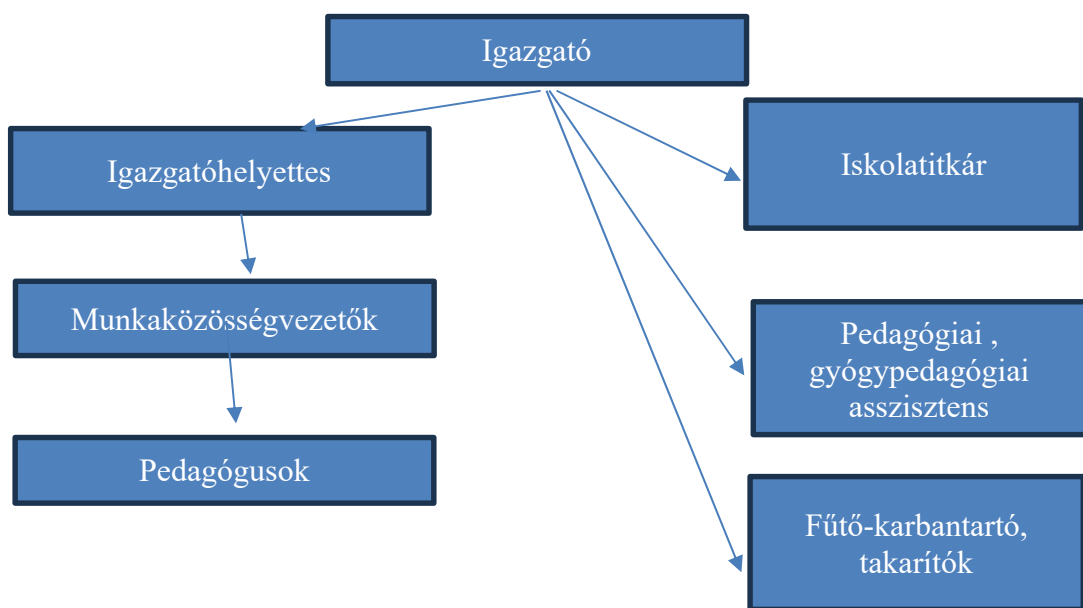 Igazgató
Igazgatóhelyettes
Iskolatitkár
Munkaközösségvezetők
Pedagógiai ,
gyógypedagógiai
asszisztens
Pedagógusok
Fűtő-karbantartó,
takarítók